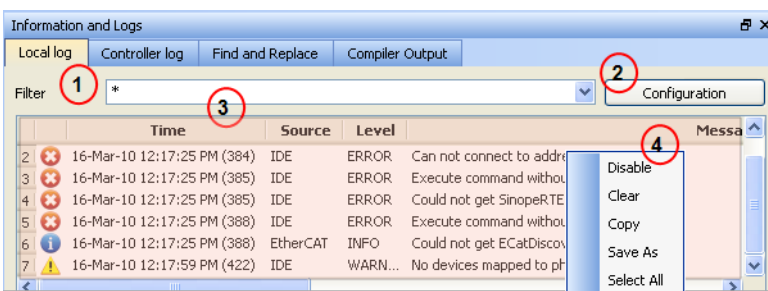 Information and Logs
Local log Controller log Find and Replace Compiler Output
1 2
Filter * Configuration
3
Time Source Level Messa
4
2 16-Mar-10 12:17:25 PM (384) IDE ERROR Can not connect to addre
3 16-Mar-10 12:17:25 PM (385) IDE ERROR Execute command withou
4 16-Mar-10 12:17:25 PM (385) IDE ERROR Could not get SinopeRTE
5 16-Mar-10 12:17:25 PM (388) IDE ERROR Execute command withou
6 16-Mar-10 12:17:25 PM (388) EtherCAT INFO Could not get ECatDiscov
7 16-Mar-10 12:17:59 PM (422) IDE WARN... No devices mapped to ph
Disable
Clear
Copy
Save As
Select All